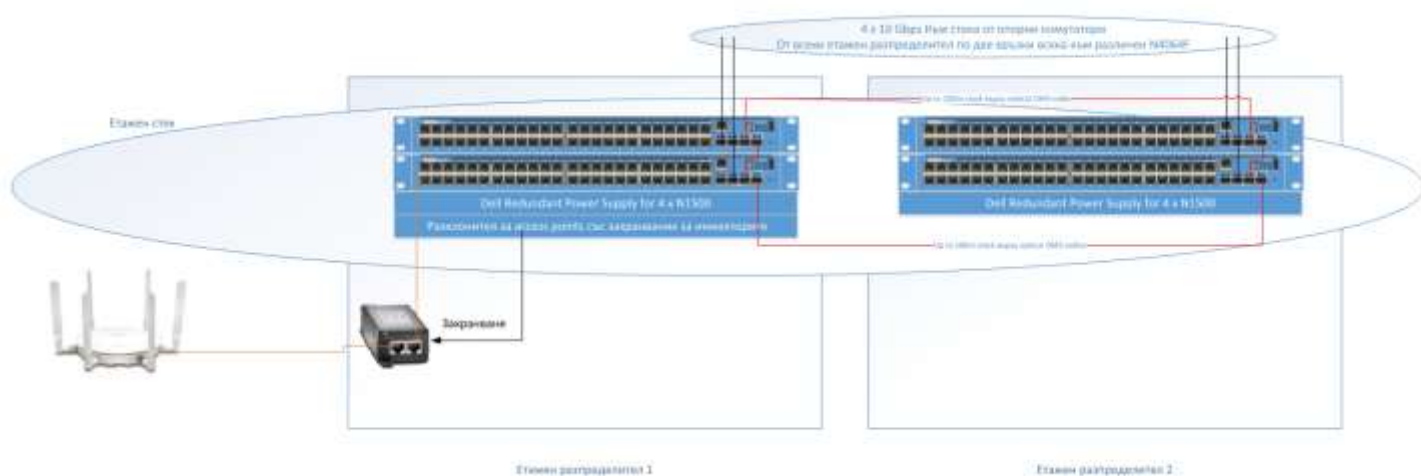 4 x 10 Gbps към стека от опорни комутатори
От всеки етажен разпределител по две връзки всяка към различен N4064F
Етажен стек
Dell Redundant Power Supply for 4 x N1500
Dell Redundant Power Supply for 4 x N1500
Разклонител за access points със захранване за инжекторите
Захранване
Етажен разпределител 1
Етажен разпределител 2